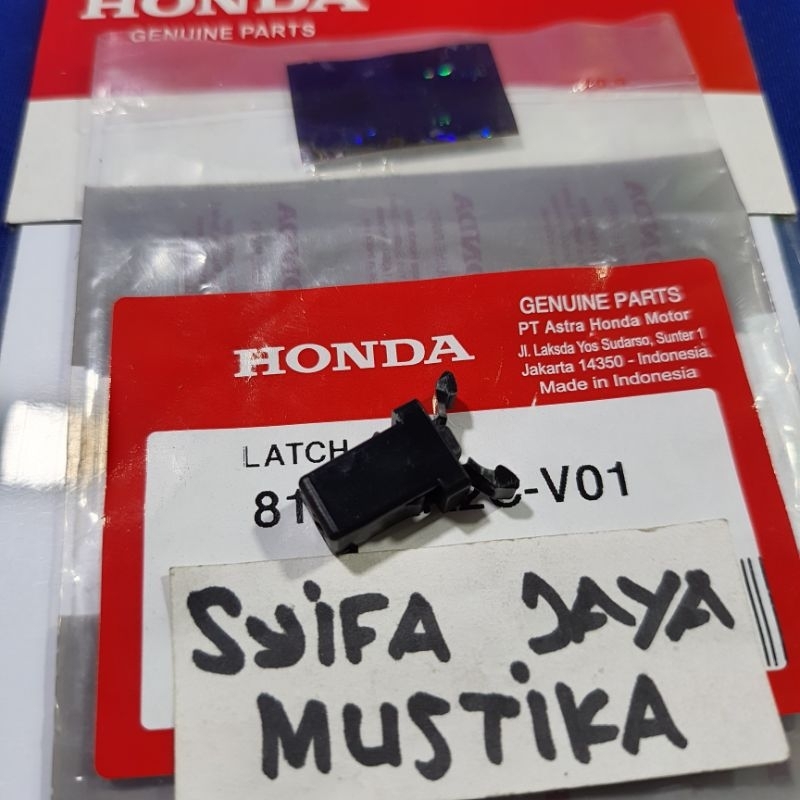 HONDA
GENUINE PARTS
HONDA
GENUINE PARTS
PT Astra Honda Motor
Jl. Laksda Yos Sudarso, Sunter 1
Jakarta 14350 - Indonesia.
Made in Indonesia
LATCH
-V01
SYIFA JAYA
MUSTIKA